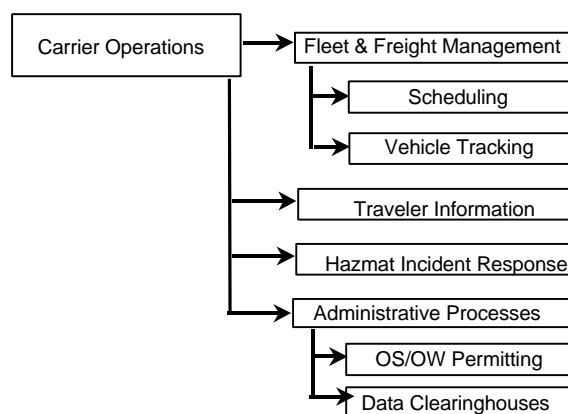 Carrier Operations
Fleet & Freight Management
Scheduling
Vehicle Tracking
Traveler Information
Hazmat Incident Response
Administrative Processes
OS/OW Permitting
Data Clearinghouses